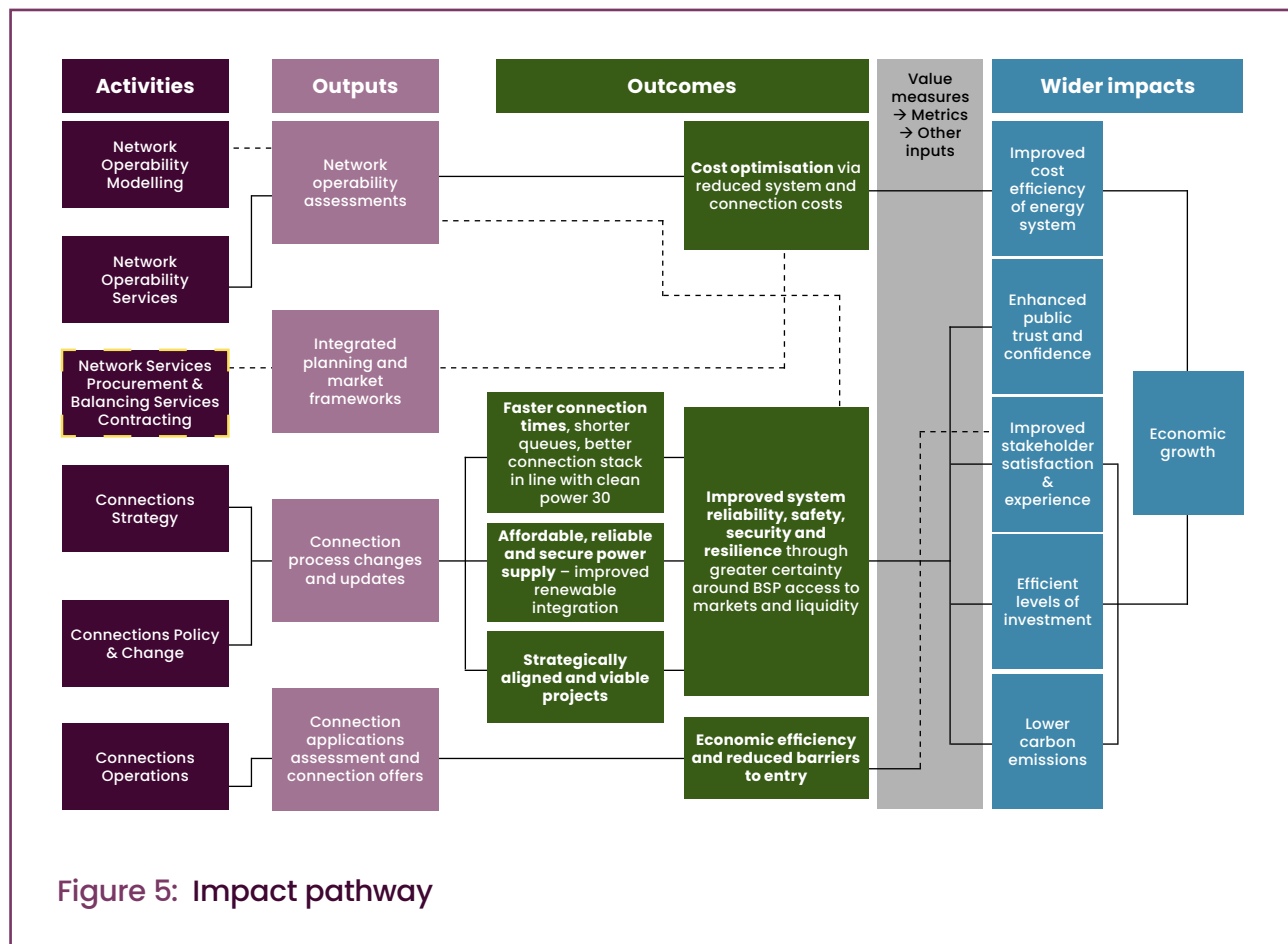 Activities
Outputs
Outcomes
Value
measures
→ Metrics
→ Other
inputs
Wider impacts
Network
Operability
Modelling
Network
Operability
Services
Network Services
Procurement &
Balancing Services
Contracting
Connections
Strategy
Connections Policy
& Change
Connections
Operations
Network
operability
assessments
Integrated
planning and
market
frameworks
Connection
process changes
and updates
Connection
applications
assessment and
connection offers
Cost optimisation via
reduced system and
connection costs
Faster connection
times, shorter
queues, better
connection stack
in line with clean
power 30
Affordable, reliable
and secure power
supply – improved
renewable
integration
Strategically
aligned and viable
projects
Improved system
reliability, safety,
security and
resilience through
greater certainty
around BSP access to
markets and liquidity
Economic efficiency
and reduced barriers
to entry
Improved
cost
efficiency
of energy
system
Enhanced
public
trust and
confidence
Improved
stakeholder
satisfaction
&
experience
Efficient
levels of
investment
Lower
carbon
emissions
Economic
growth
Figure 5: Impact pathway